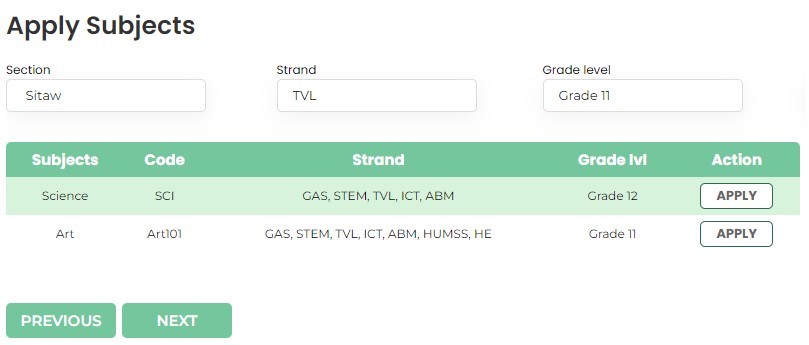 Apply Subjects
Section Strand Grade level
Sitaw TVL Grade 11
Subjects Code Strand Grade lvl Action
Science SCI GAS, STEM, TVL, ICT, ABM Grade 12 APPLY
Art Art101 GAS, STEM, TVL, ICT, ABM, HUMSS, HE Grade 11 APPLY
PREVIOUS NEXT